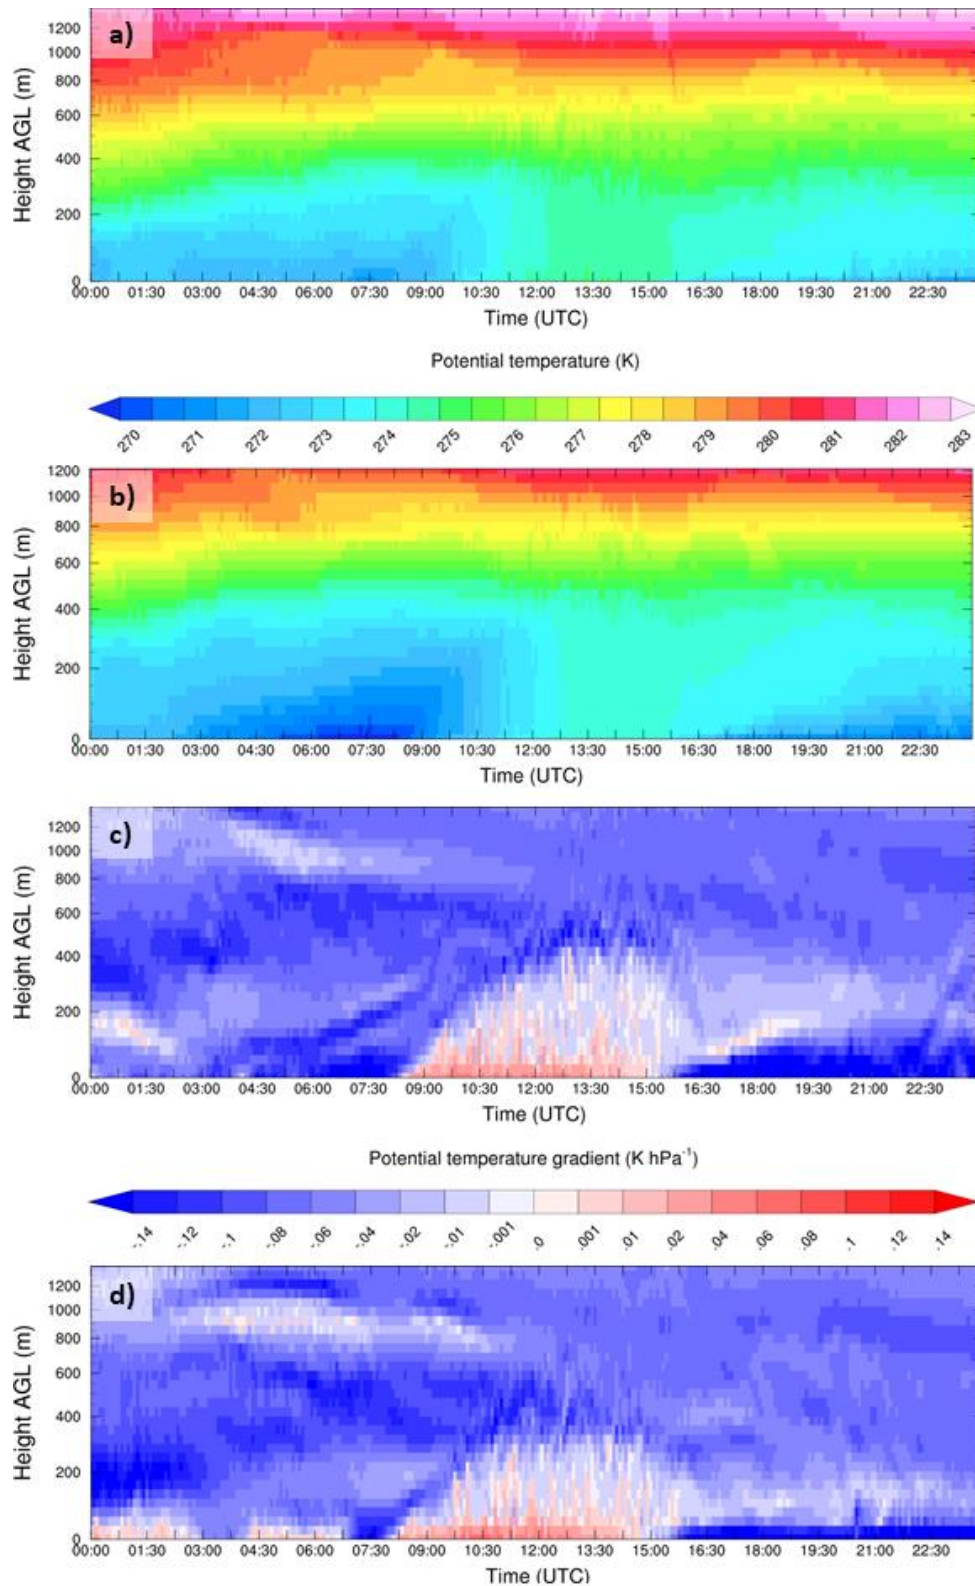 a)
1200
1000
800
600
400
200
0
Height AGL (m)
00:00 01:30 03:00 04:30 06:00 07:30 09:00 10:30 12:00 13:30 15:00 16:30 18:00 19:30 21:00 22:30
Time (UTC)
Potential temperature (K)
270 271 272 273 274 275 276 277 278 279 280 281 282 283
b)
1200
1000
800
600
400
200
0
Height AGL (m)
00:00 01:30 03:00 04:30 06:00 07:30 09:00 10:30 12:00 13:30 15:00 16:30 18:00 19:30 21:00 22:30
Time (UTC)
c)
1200
1000
800
600
400
200
0
Height AGL (m)
00:00 01:30 03:00 04:30 06:00 07:30 09:00 10:30 12:00 13:30 15:00 16:30 18:00 19:30 21:00 22:30
Time (UTC)
Potential temperature gradient (K hPa⁻¹)
-.14 -.12 -.1 -.08 -.06 -.04 -.02 -.01 -.001 .0 .001 .01 .02 .04 .06 .08 .1 .12 .14
d)
1200
1000
800
600
400
200
0
Height AGL (m)
00:00 01:30 03:00 04:30 06:00 07:30 09:00 10:30 12:00 13:30 15:00 16:30 18:00 19:30 21:00 22:30
Time (UTC)